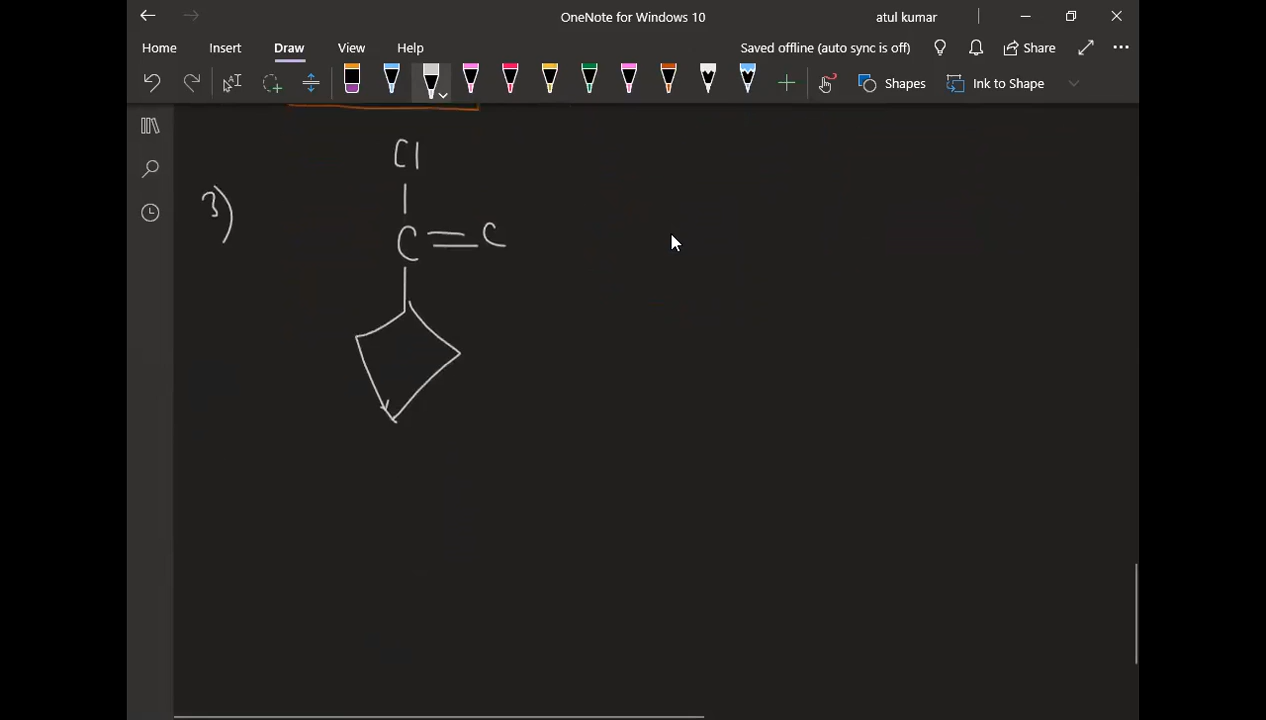 OneNote for Windows 10
atul kumar
Home Insert Draw View Help
Saved offline (auto sync is off)
Share
Shapes
Ink to Shape
Cl
3)
C=C